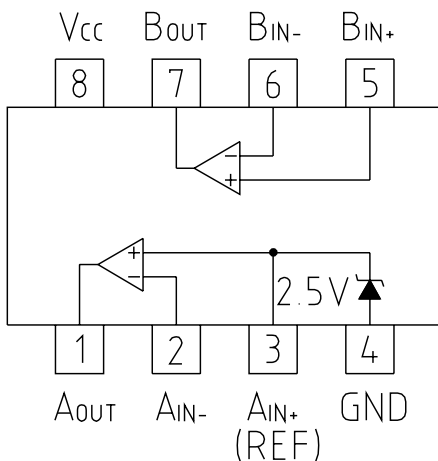 Vcc BOUT BIN- BIN+
8 7 6 5
-
+
+
-
2.5V
1 2 3 4
AOUT AIN- AIN+ GND
(REF)